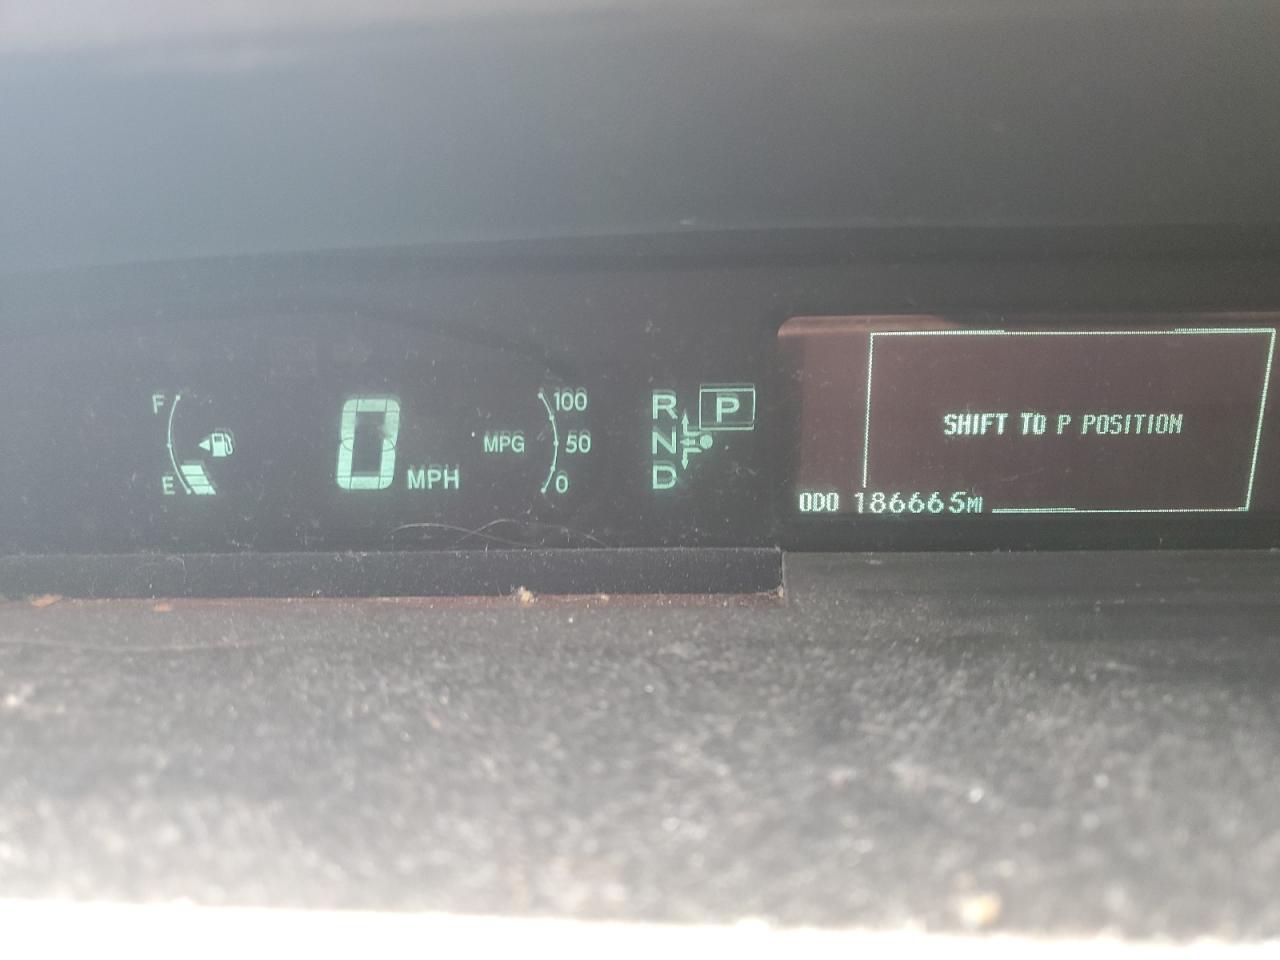 F
E
0 MPH
MPG
100
50
0
R
N
D
P
SHIFT TO P POSITION
ODO 186665MI